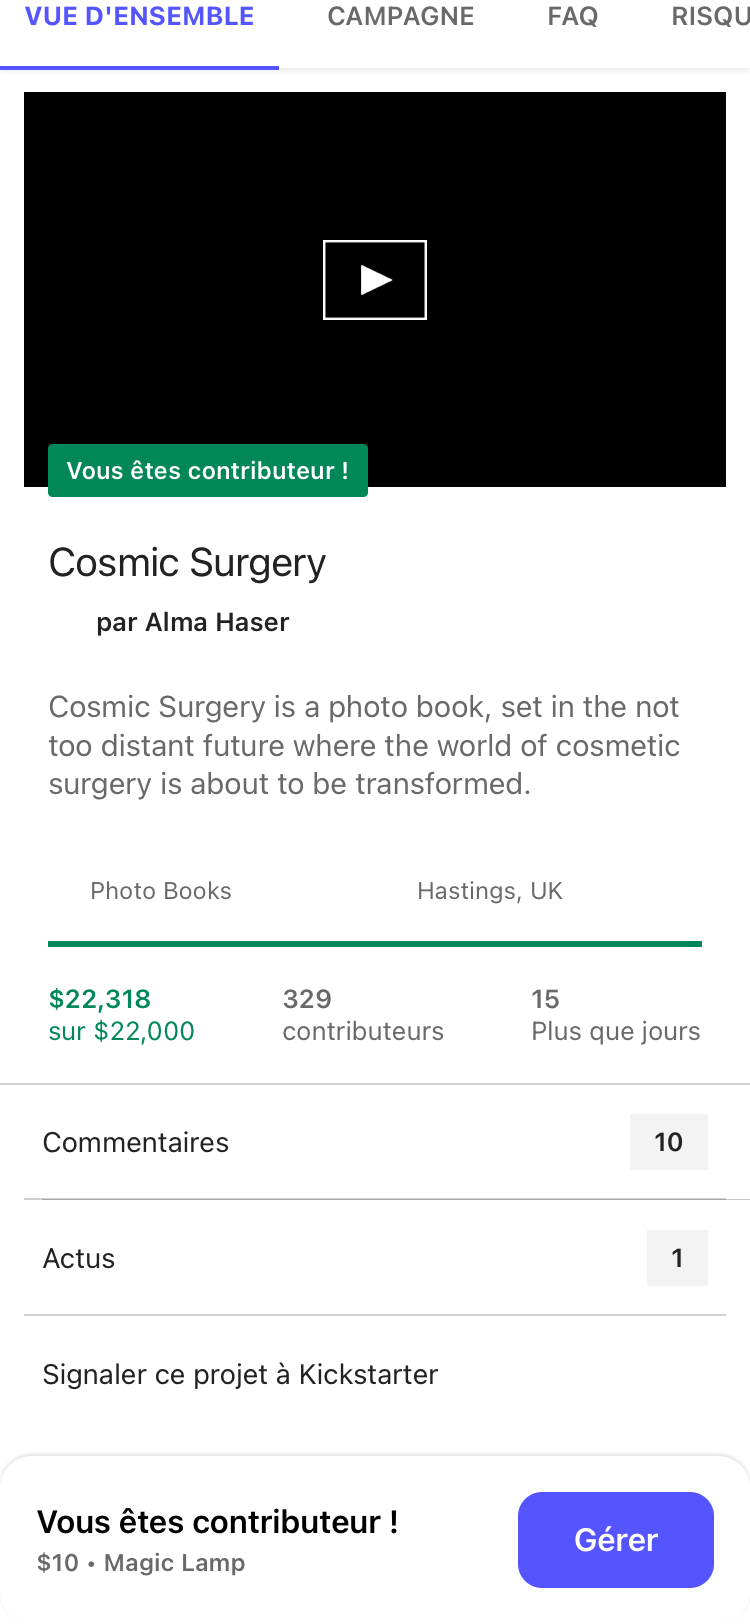 VUE D'ENSEMBLE CAMPAGNE FAQ RISQU
Vous êtes contributeur !
Cosmic Surgery
par Alma Haser
Cosmic Surgery is a photo book, set in the not
too distant future where the world of cosmetic
surgery is about to be transformed.
Photo Books Hastings, UK
$22,318 329 15
sur $22,000 contributeurs Plus que jours
Commentaires 10
Actus 1
Signaler ce projet à Kickstarter
Vous êtes contributeur !
$10 • Magic Lamp
Gérer